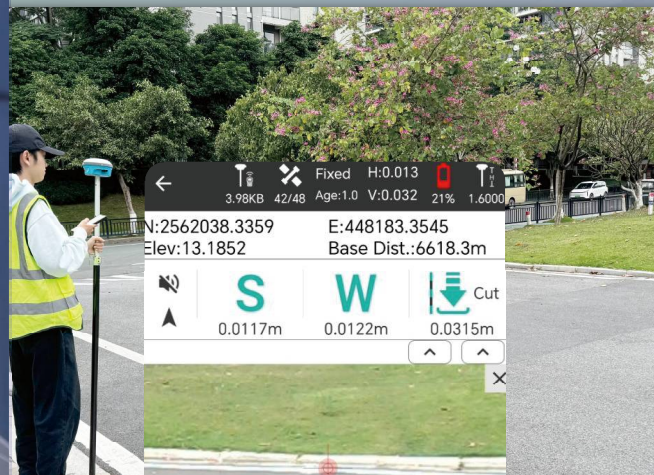 Fixed H:0.013
3.98KB 42/48 Age:1.0 V:0.032 21% 1.6000
N:2562038.3359 E:448183.3545
Elev:13.1852 Base Dist.:6618.3m
S W Cut
0.0117m 0.0122m 0.0315m